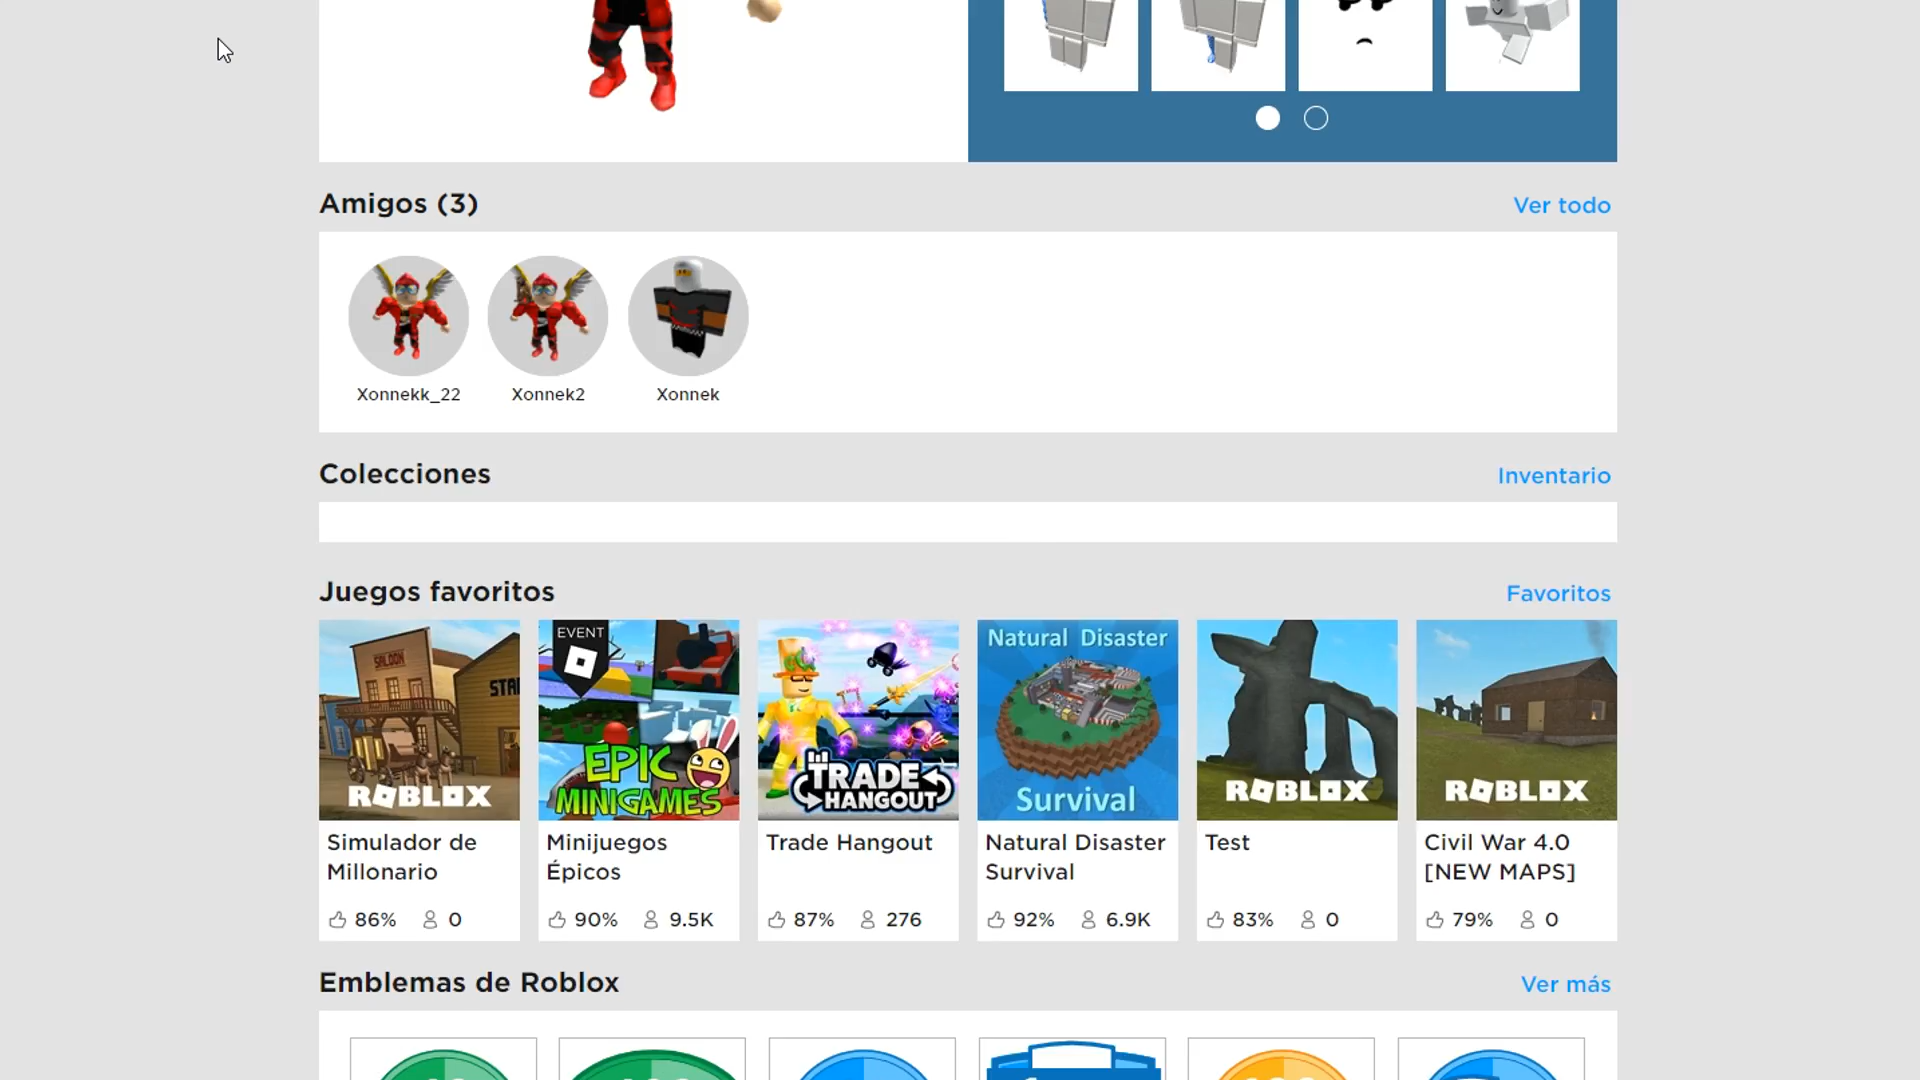 Amigos (3)
Ver todo
Xonnekk_22
Xonnek2
Xonnek
Colecciones
Inventario
Juegos favoritos
Favoritos
SALOON
ROBLOX
EVENT
EPIC
MINIGAMES
TRADE
HANGOUT
Natural Disaster
Survival
ROBLOX
ROBLOX
Simulador de
Millonario
86% 0
Minijuegos
Épicos
90% 9.5K
Trade Hangout
87% 276
Natural Disaster
Survival
92% 6.9K
Test
83% 0
Civil War 4.0
[NEW MAPS]
79% 0
Emblemas de Roblox
Ver más